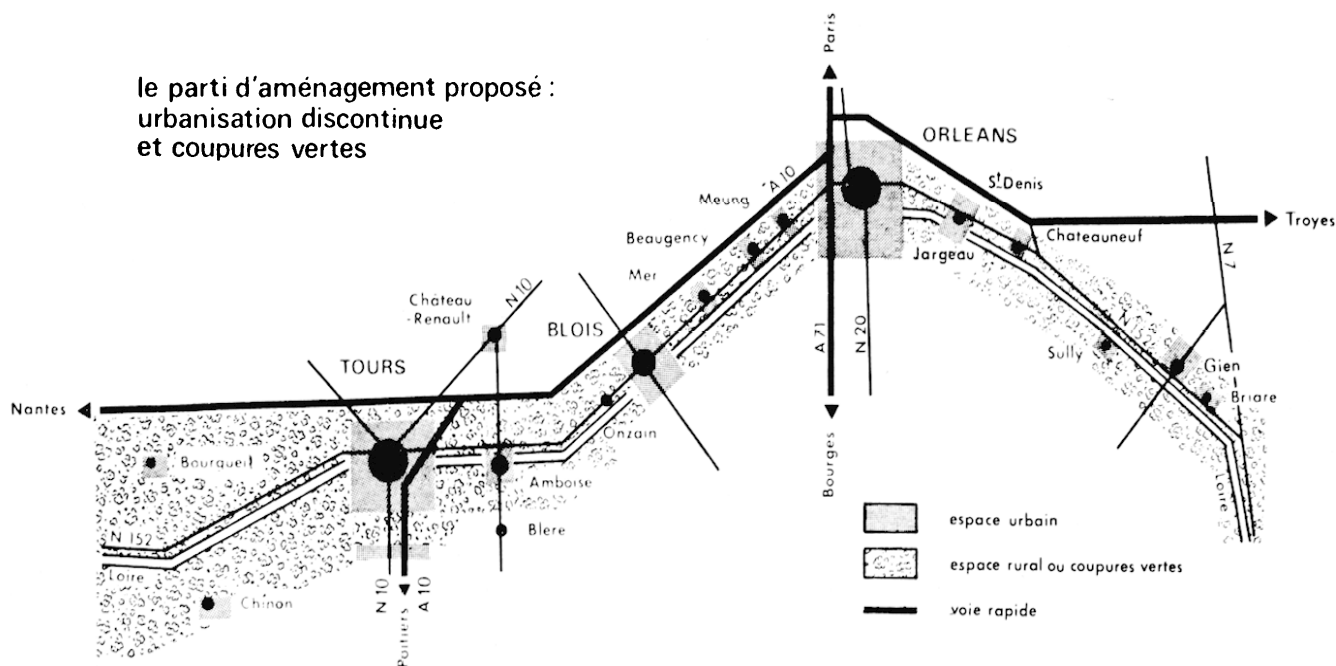 le parti d'aménagement proposé :
urbanisation discontinue
et coupures vertes
Paris
ORLEANS
St Denis
A 10
Meung
Troyes
Chateauneuf
Beaugency
Jargeau
Mer
N 7
N 10
Château
-Renault
BLOIS
A 71
N 20
N 152
Sully
Gien
TOURS
Briare
Nantes
Onzain
Bourgueil
Amboise
Bourges
Loire
Blere
espace urbain
N 152
espace rural ou coupures vertes
Loire
Chinon
N 10
A 10
voie rapide
Poitiers